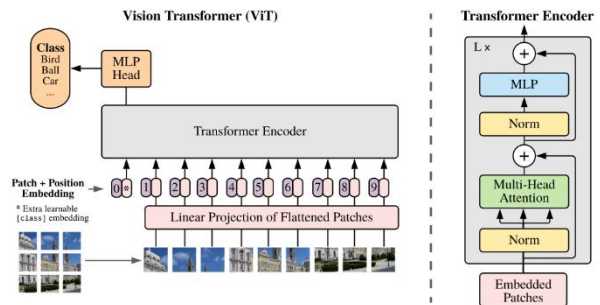 Vision Transformer (ViT)
Class
Bird
Ball
Car
...
MLP
Head
Transformer Encoder
Patch + Position
Embedding
* Extra learnable
[class] embedding
0 * 1 2 3 4 5 6 7 8 9
Linear Projection of Flattened Patches
Transformer Encoder
L ×
+
MLP
Norm
+
Multi-Head
Attention
Norm
Embedded
Patches